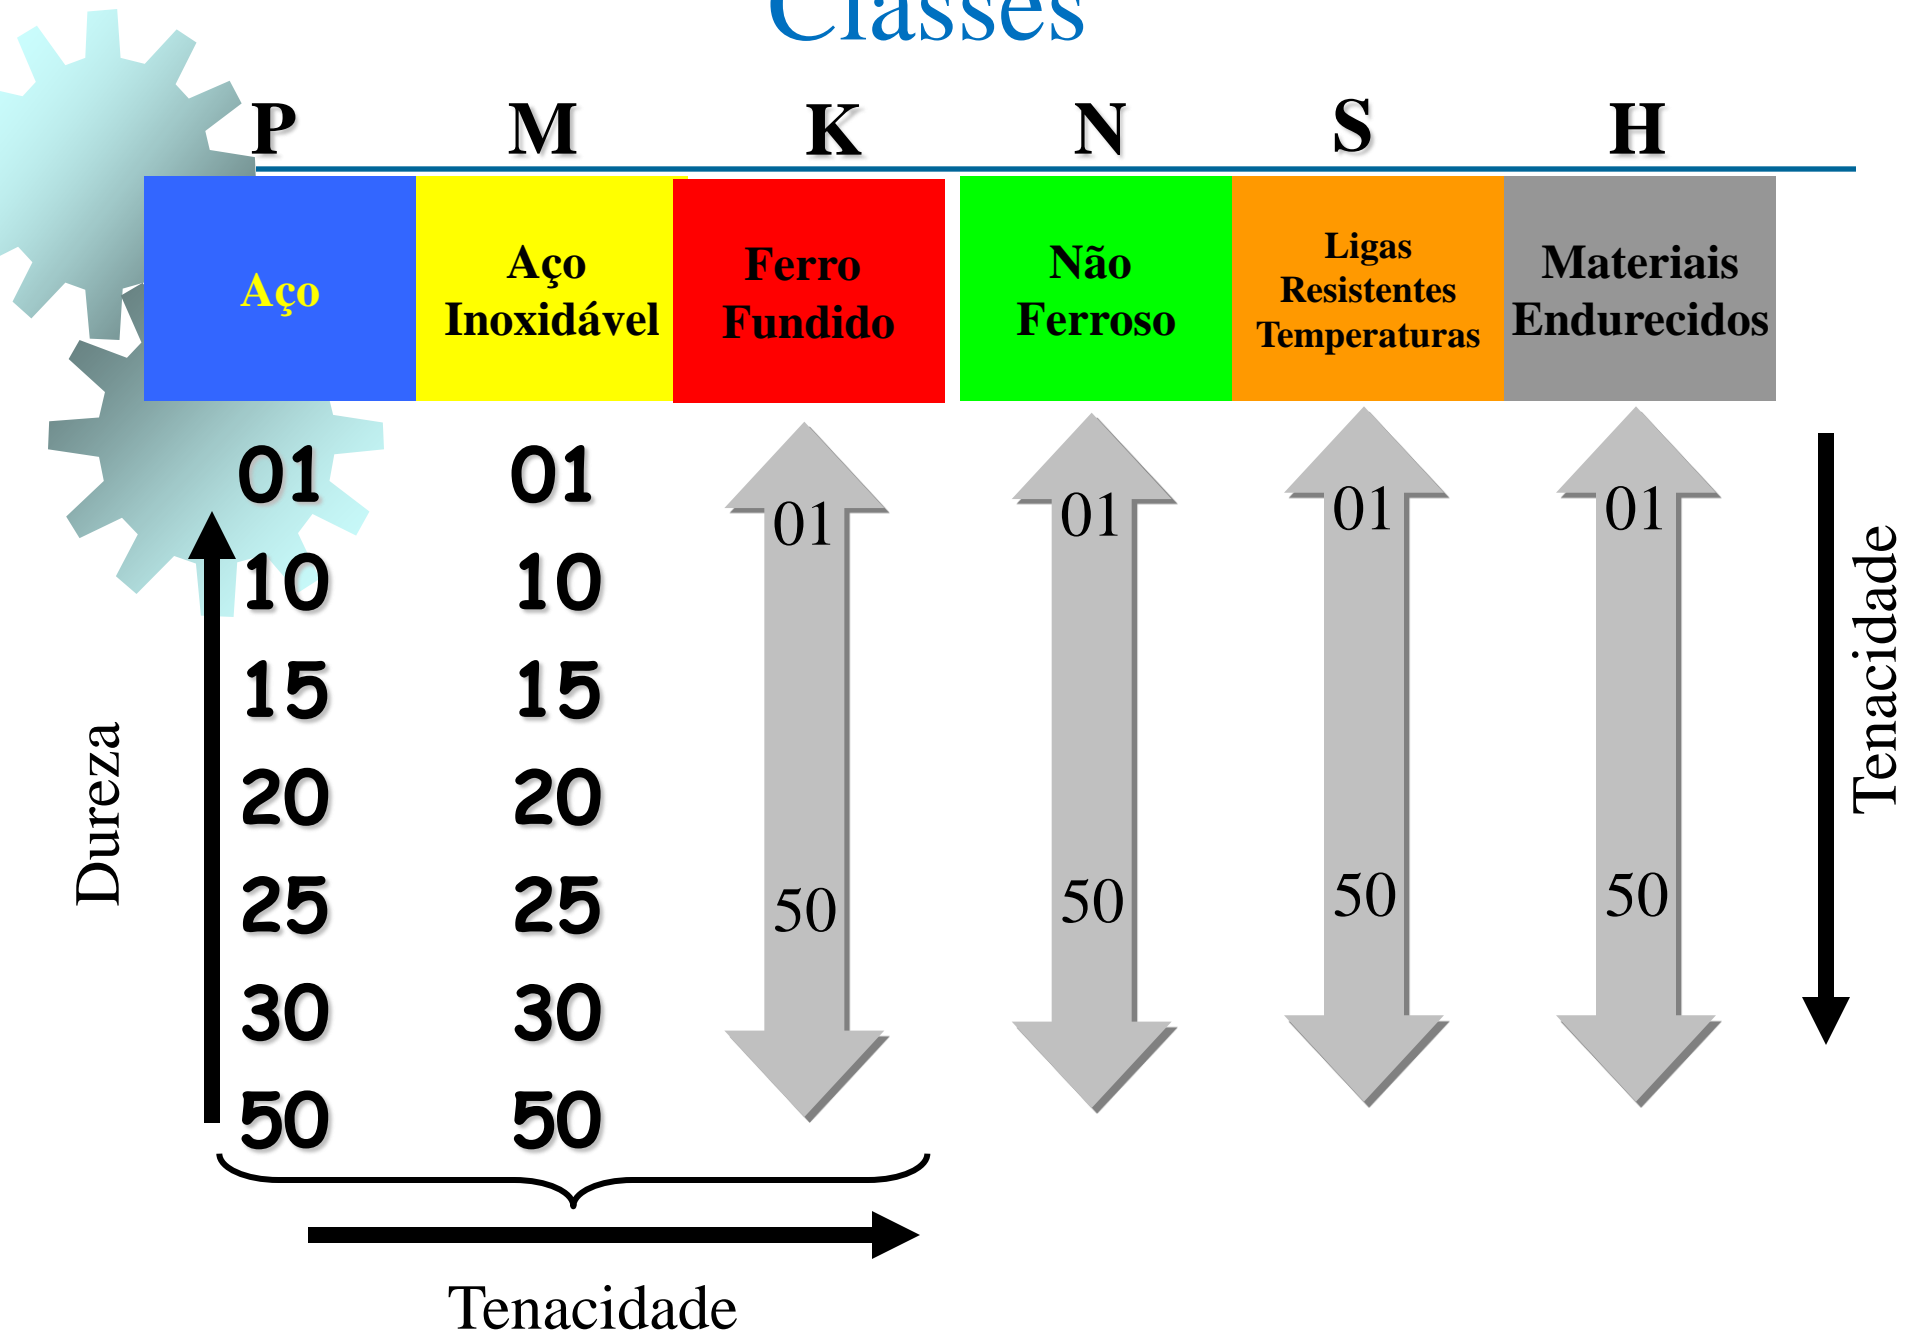 Classes
P M K N S H
Aço
Aço
Inoxidável
Ferro
Fundido
Não
Ferroso
Ligas
Resistentes
Temperaturas
Materiais
Endurecidos
01 01 01 01 01 01
10 10
15 15
20 20
25 25 50 50 50 50
30 30
50 50
Dureza
Tenacidade
Tenacidade